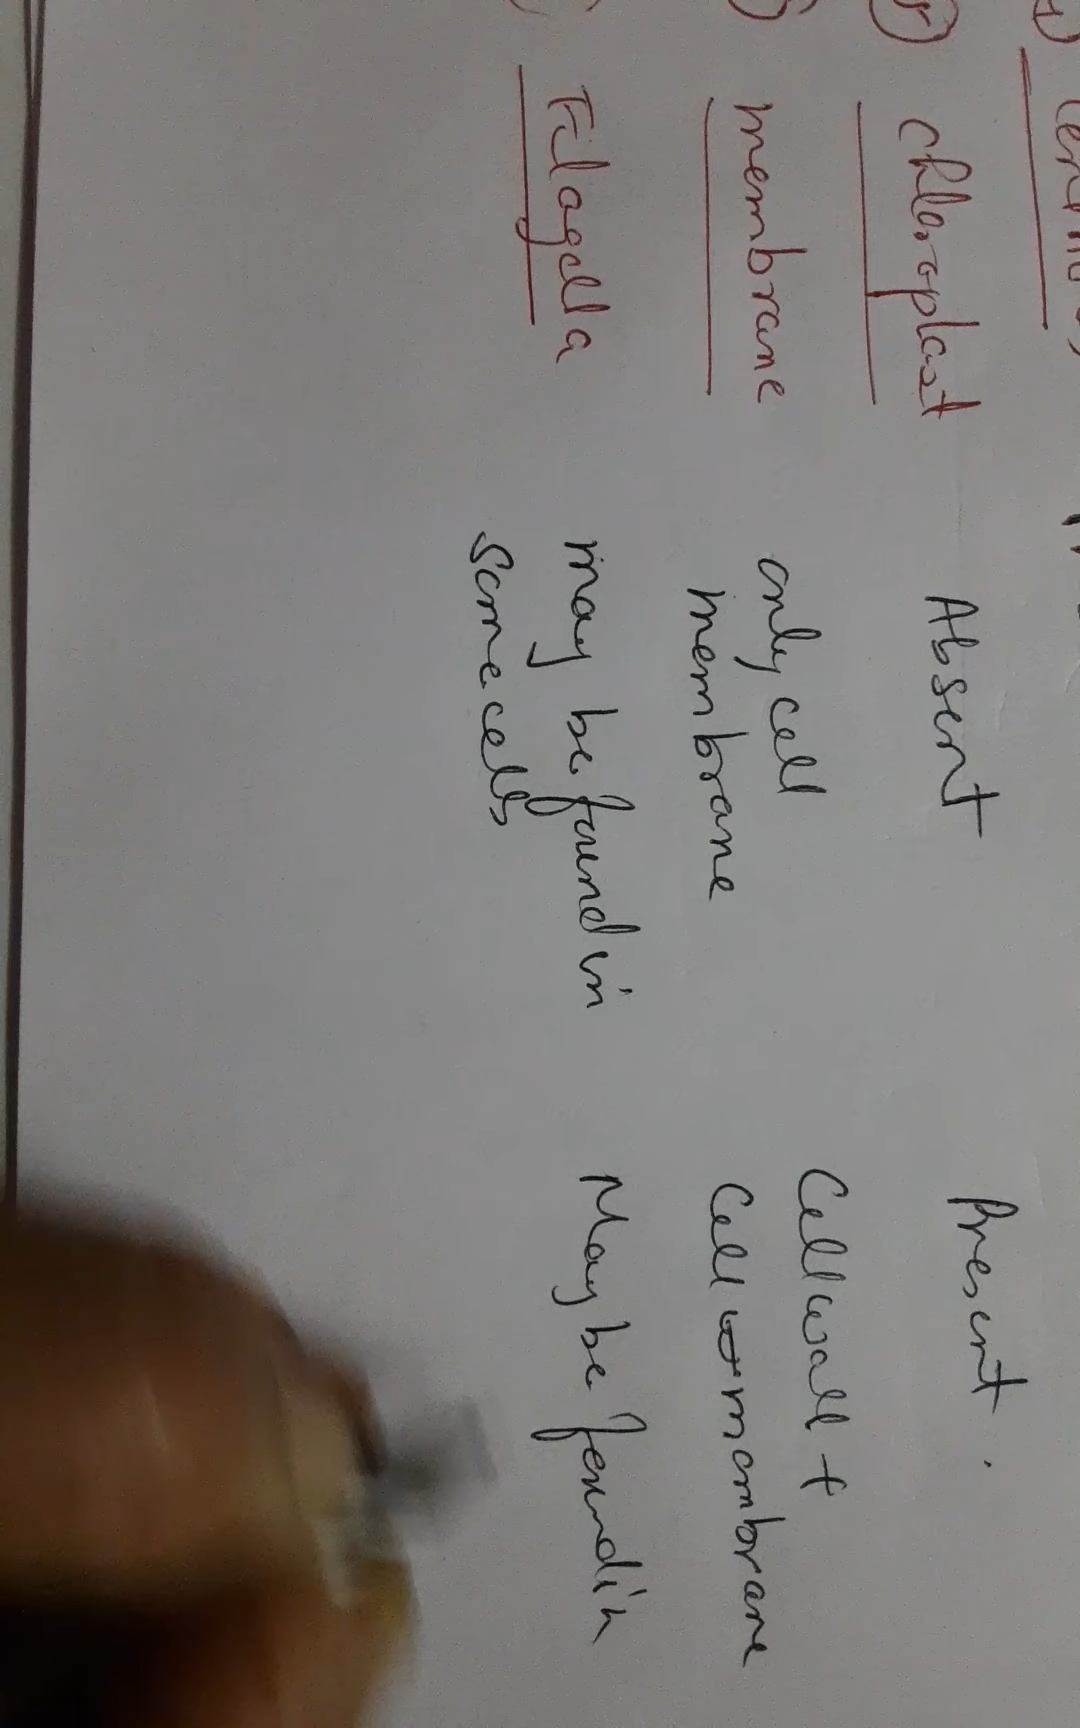 Chloroplast Absent Present.
membrane only cell Cell wall +
membrane Cell membrane
Filagella may be found in May be found in
some cells